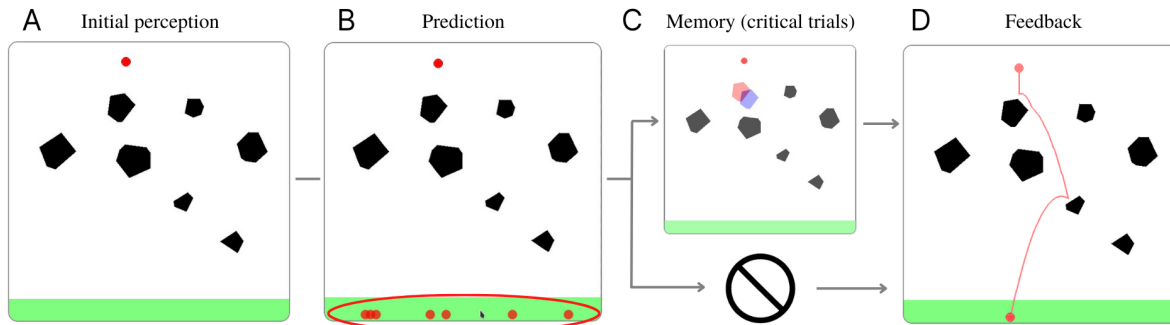 A Initial perception
B Prediction
C Memory (critical trials)
D Feedback